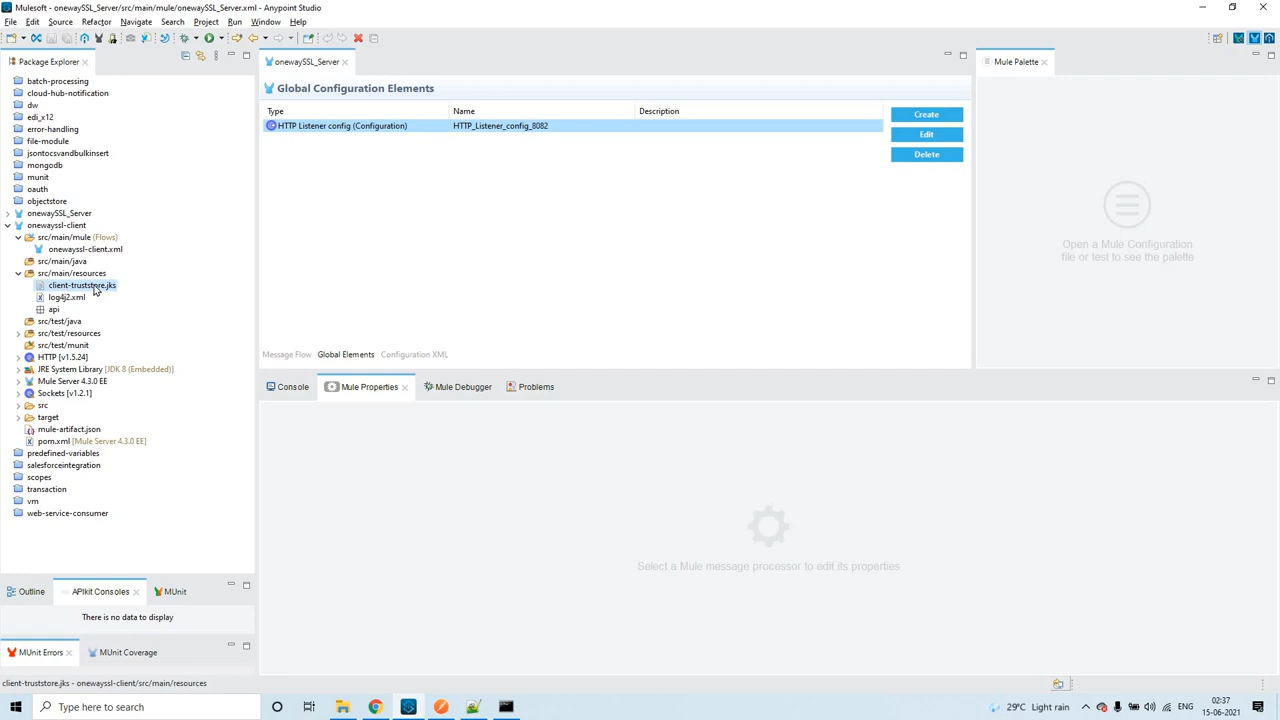 Mulesoft - onewaySSL_Server/src/main/mule/onewaySSL_Server.xml - Anypoint Studio
File Edit Source Refactor Navigate Search Project Run Window Help
Package Explorer
batch-processing
cloud-hub-notification
dw
edi_x12
error-handling
file-module
jsontocsvandbulkinsert
mongodb
munit
oauth
objectstore
onewaySSL_Server
onewayssl-client
src/main/mule (Flows)
onewayssl-client.xml
src/main/java
src/main/resources
client-truststore.jks
log4j2.xml
api
src/test/java
src/test/resources
src/test/munit
HTTP [v1.5.24]
JRE System Library [JDK 8 (Embedded)]
Mule Server 4.3.0 EE
Sockets [v1.2.1]
src
target
mule-artifact.json
pom.xml [Mule Server 4.3.0 EE]
predefined-variables
salesforceintegration
scopes
transaction
vm
web-service-consumer
Outline APIkit Consoles MUnit
There is no data to display
MUnit Errors MUnit Coverage
onewaySSL_Server
Global Configuration Elements
Type Name Description
HTTP Listener config (Configuration) HTTP_Listener_config_8082
Create
Edit
Delete
Message Flow Global Elements Configuration XML
Console Mule Properties Mule Debugger Problems
Select a Mule message processor to edit its properties
Mule Palette
Open a Mule Configuration
file or test to see the palette
client-truststore.jks - onewayssl-client/src/main/resources
Type here to search
29°C Light rain
ENG
02:37
15-06-2021